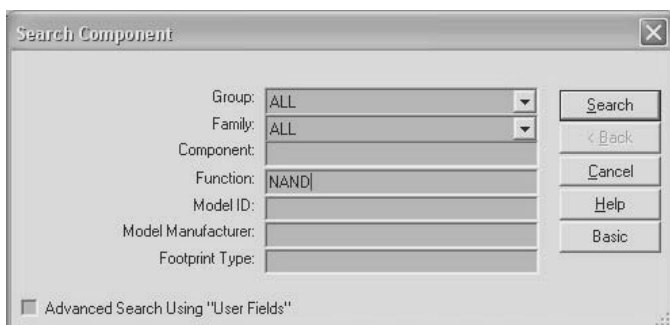 Search Component
Group: ALL
Family: ALL
Component:
Function: NAND
Model ID:
Model Manufacturer:
Footprint Type:
Search
< Back
Cancel
Help
Basic
Advanced Search Using "User Fields"